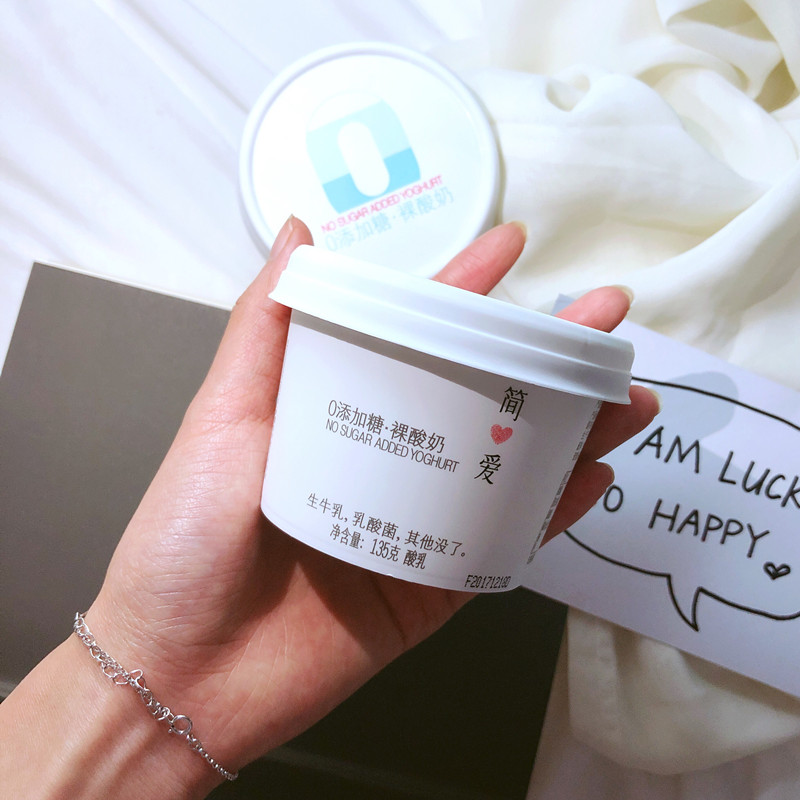 NO SUGAR ADDED YOGHURT
0添加糖·裸酸奶
简
爱
0添加糖·裸酸奶
NO SUGAR ADDED YOGHURT
生牛乳,乳酸菌,其他没了。
净含量: 135克 酸乳
AM LUCK
O HAPPY